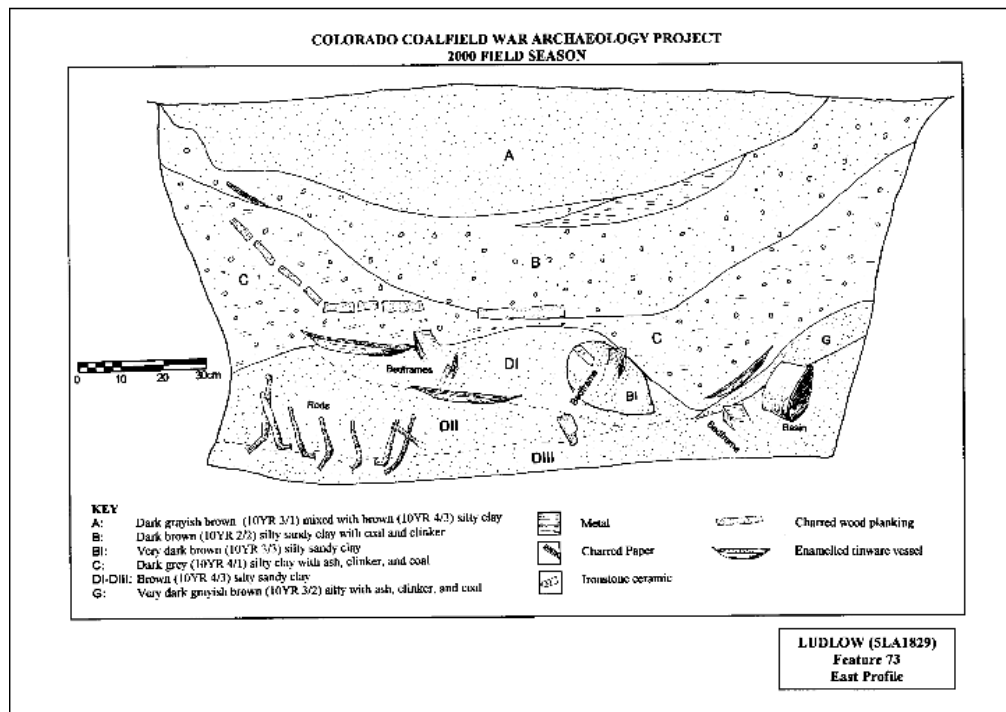 COLORADO COALFIELD WAR ARCHAEOLOGY PROJECT
2000 FIELD SEASON
A
B
C
C
G
DI
BI
Bedframes
Bedframe
Rods
DII
DIII
Bedframe
Basin
0 10 20 30cm
KEY
A: Dark grayish brown (10YR 3/1) mixed with brown (10YR 4/3) silty clay
B: Dark brown (10YR 2/2) silty sandy clay with coal and clinker
BI: Very dark brown (10YR 3/3) silty sandy clay
C: Dark grey (10YR 4/1) silty clay with ash, clinker, and coal
DI-DIII: Brown (10YR 4/3) silty sandy clay
G: Very dark grayish brown (10YR 3/2) silty with ash, clinker, and coal
Metal
Charred Paper
Ironstone ceramic
Charred wood planking
Enamelled tinware vessel
LUDLOW (5LA1829)
Feature 73
East Profile